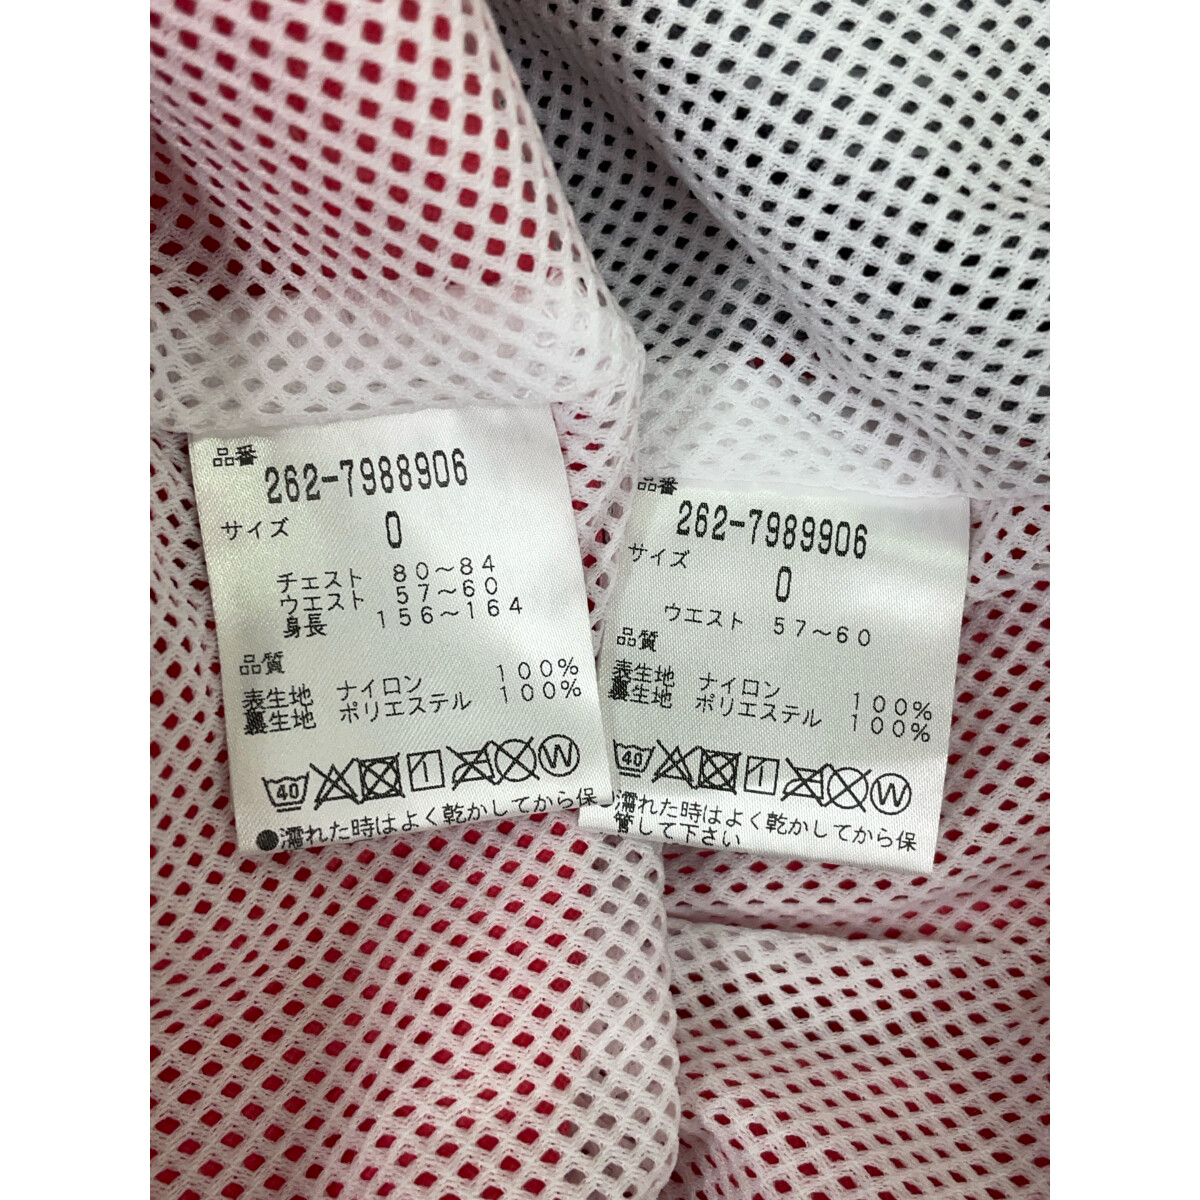 品番
262-7988906
サイズ 0
チェスト 80～84
ウエスト 57～60
身長 156～164
品質
表生地 ナイロン 100%
裏生地 ポリエステル 100%
40 W
●濡れた時はよく乾かしてから保
品番
262-7989906
サイズ 0
ウエスト 57～60
品質
表生地 ナイロン 100%
裏生地 ポリエステル 100%
40 W
濡れた時はよく乾かしてから保
管して下さい